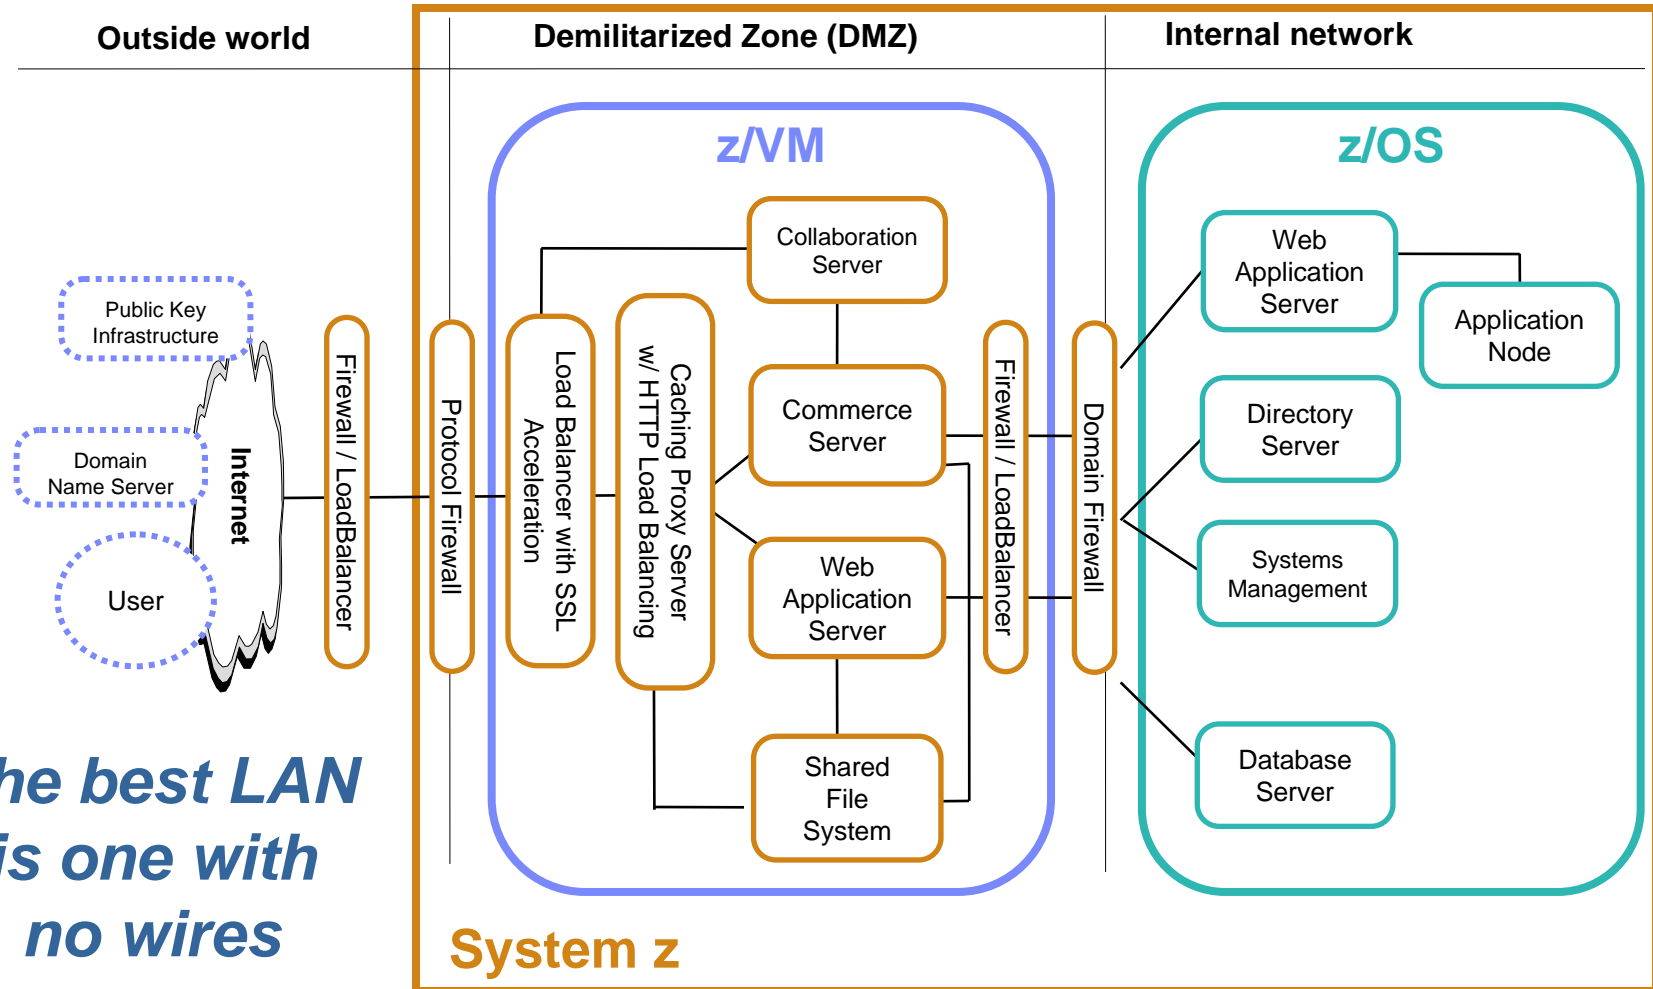 Outside world
Demilitarized Zone (DMZ)
Internal network
z/VM
z/OS
Public Key
Infrastructure
Domain
Name Server
User
Internet
Firewall / LoadBalancer
Protocol Firewall
Load Balancer with SSL
Acceleration
Caching Proxy Server
w/ HTTP Load Balancing
Collaboration
Server
Commerce
Server
Web
Application
Server
Shared
File
System
Firewall / LoadBalancer
Domain Firewall
Web
Application
Server
Application
Node
Directory
Server
Systems
Management
Database
Server
he best LAN
is one with
no wires
System z